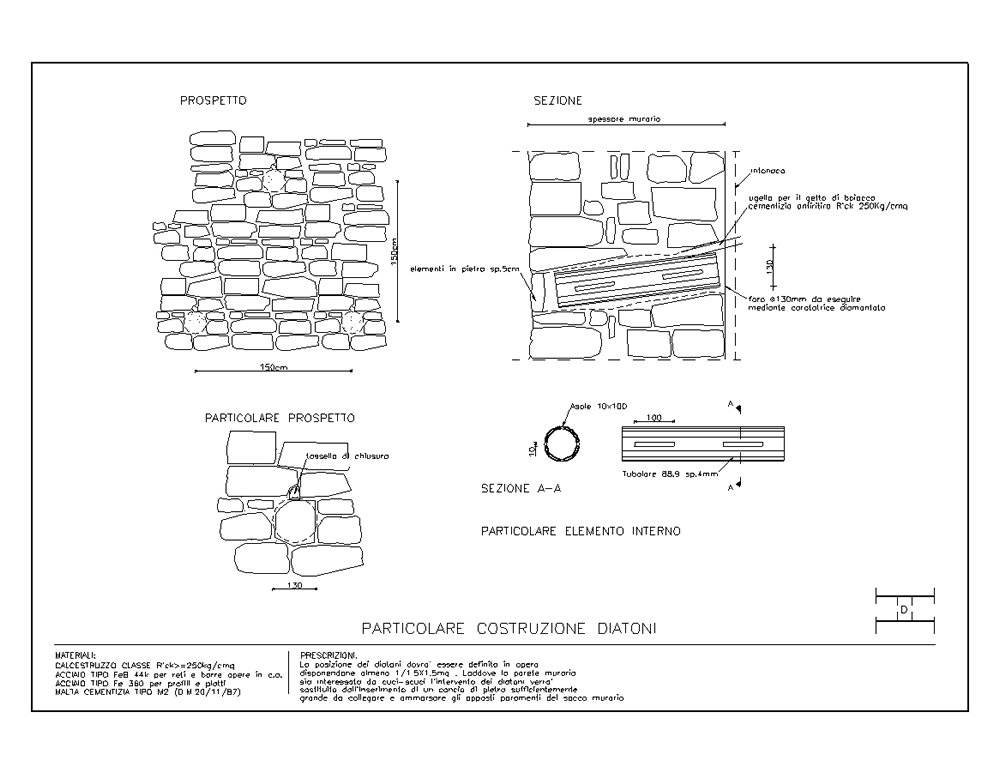 PROSPETTO
SEZIONE
spessore murario
intonaco
ugello per il getto di boiacca
cementizia antiritiro R'ck 250Kg/cmq
150cm
elementi in pietra sp.5cm
130
foro ø130mm da eseguire
mediante carotatrice diamantata
150cm
PARTICOLARE PROSPETTO
tassello di chiusura
130
Asole 10x100
10
100
A
Tubolare 88.9 sp.4mm
A
SEZIONE A-A
PARTICOLARE ELEMENTO INTERNO
D
PARTICOLARE COSTRUZIONE DIATONI
MATERIALI:
CALCESTRUZZO CLASSE R'ck>=250kg/cmq
ACCIAIO TIPO FeB 44k per reti e barre opere in c.a.
ACCIAIO TIPO Fe 360 per profili e piatti
MALTA CEMENTIZIA TIPO M2 (D M 20/11/87)
PRESCRIZIONI.
La posizione dei diatoni dovra' essere definita in opera
disponendone almeno 1/1.5X1.5mq . Laddove la parete muraria
sia interessata da cuci-scuci l'intervento dei diatoni verra'
sostituita dall'inserimento di un concio di pietra sufficientemente
grande da collegare e ammorsare gli apposti paramenti del sacco murario